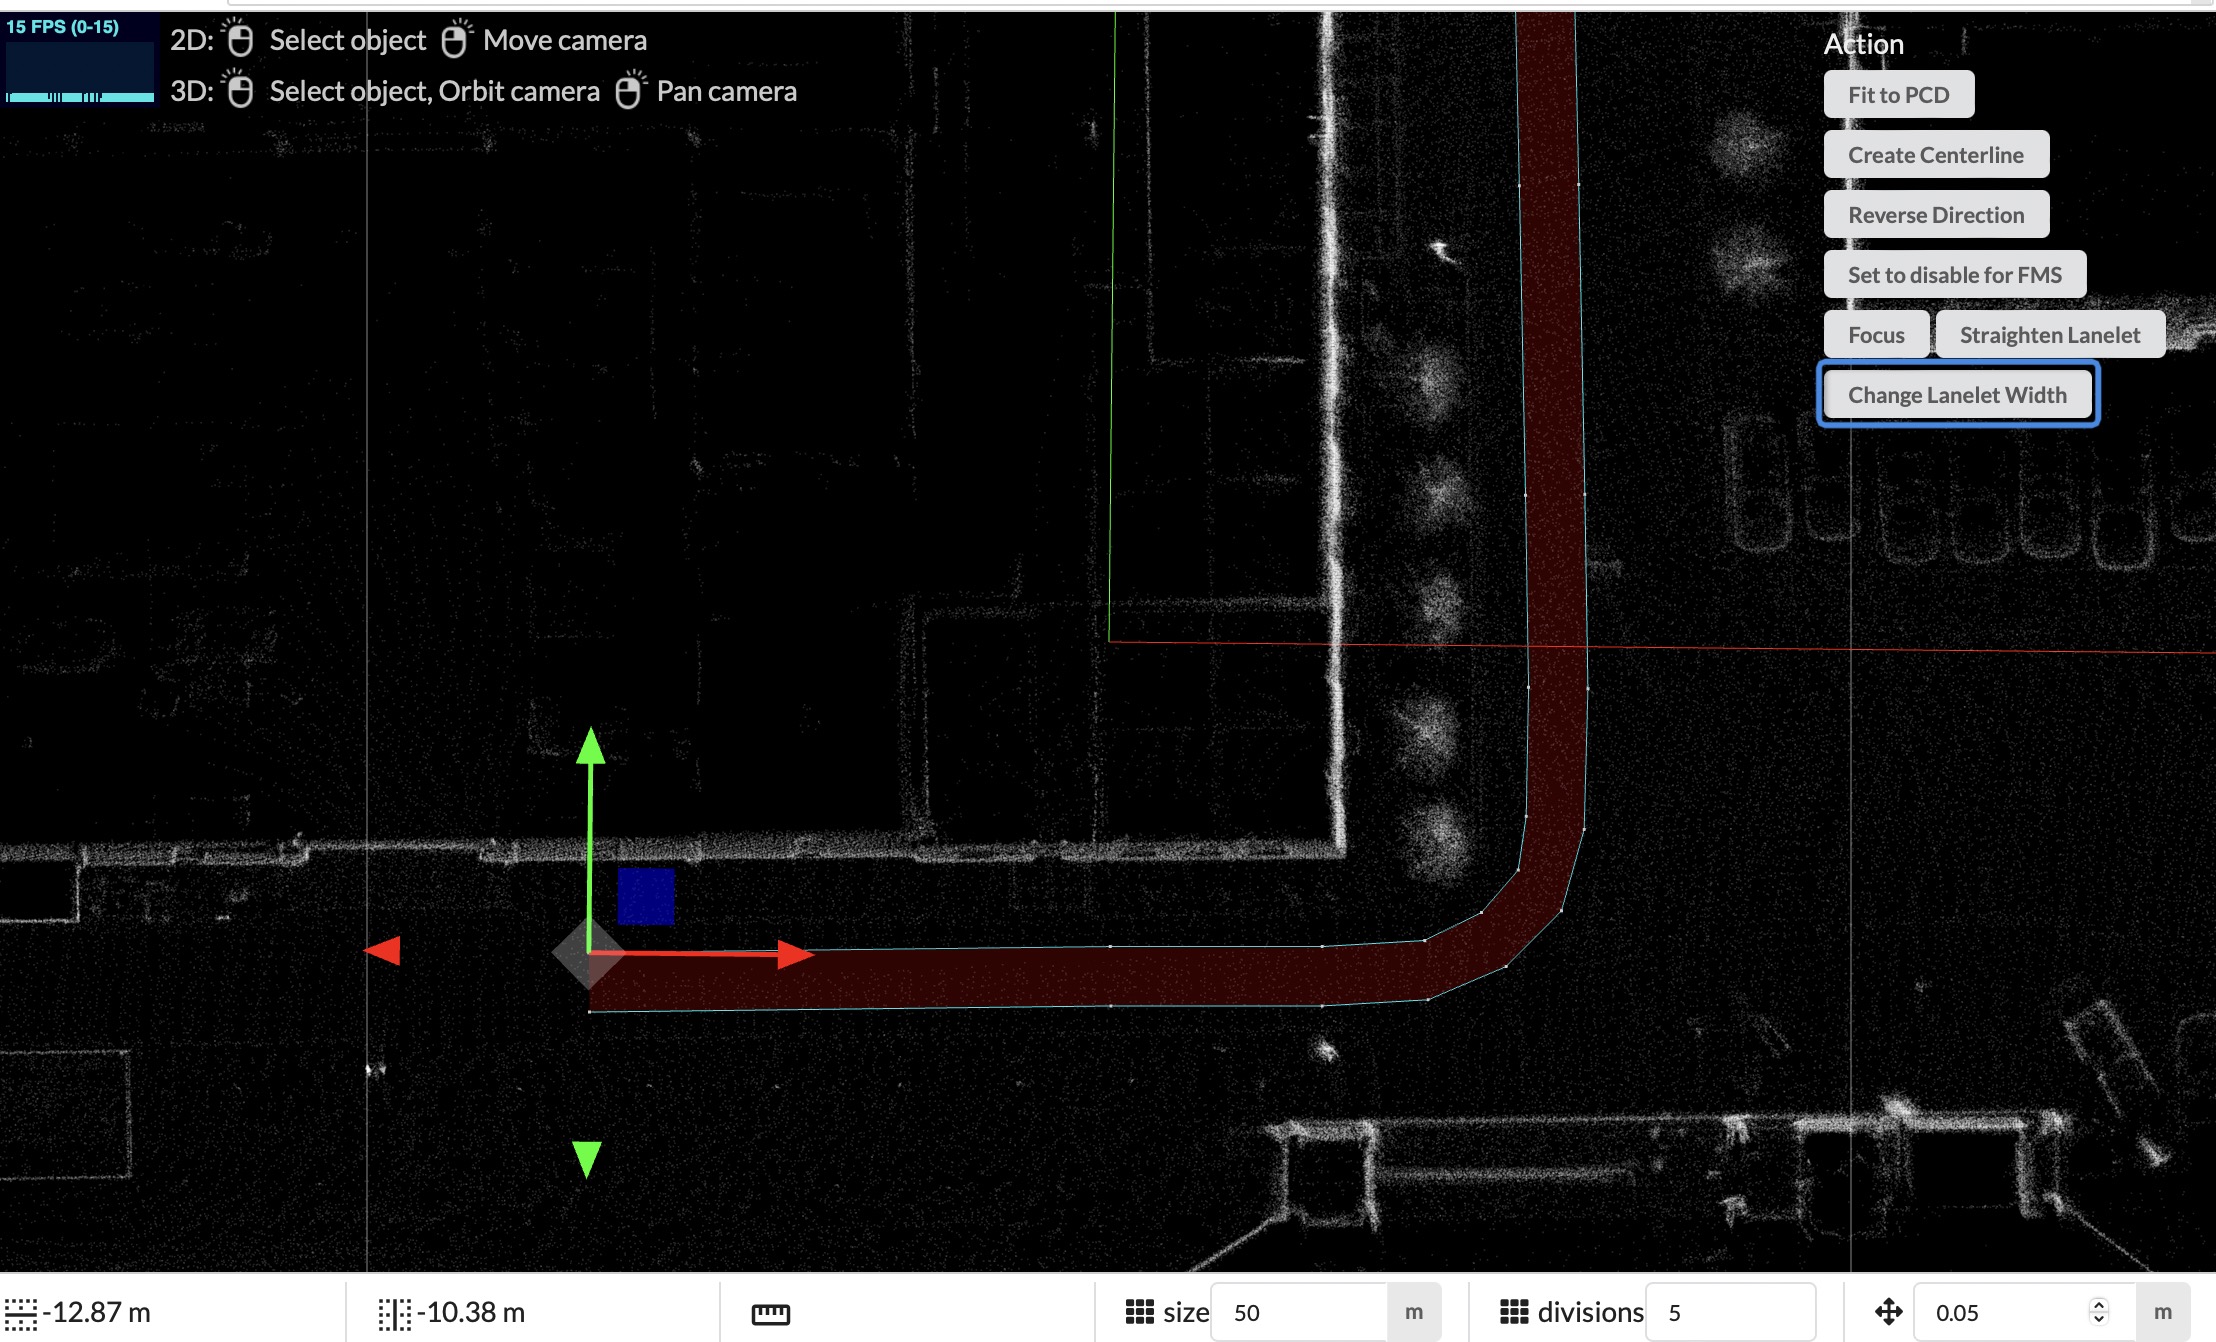 15 FPS (0-15)
2D: Select object Move camera
3D: Select object, Orbit camera Pan camera
Action
Fit to PCD
Create Centerline
Reverse Direction
Set to disable for FMS
Focus Straighten Lanelet
Change Lanelet Width
-12.87 m -10.38 m size 50 m divisions 5 0.05 m